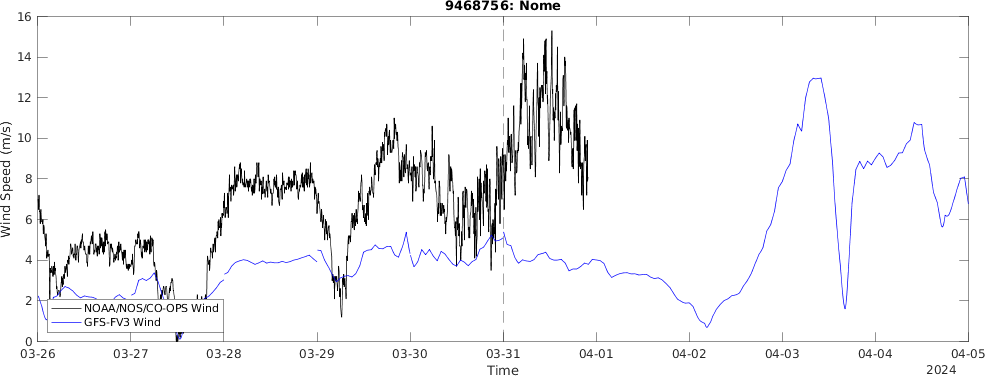 9468756: Nome
16
14
12
10
8
6
4
2
0
Wind Speed (m/s)
NOAA/NOS/CO-OPS Wind
GFS-FV3 Wind
03-26 03-27 03-28 03-29 03-30 03-31 04-01 04-02 04-03 04-04 04-05
Time
2024